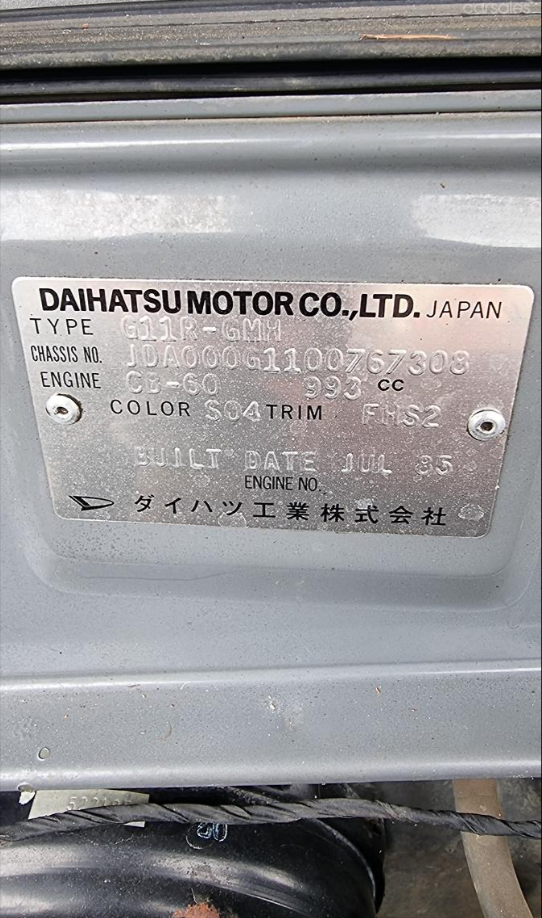 carsales
DAIHATSU MOTOR CO.,LTD. JAPAN
TYPE G11R-GMH
CHASSIS NO. JDA000G1100767308
ENGINE CB-60 993 CC
COLOR S04 TRIM FHS2
BUILT DATE JUL 85
ENGINE NO.
ダイハツ工業株式会社